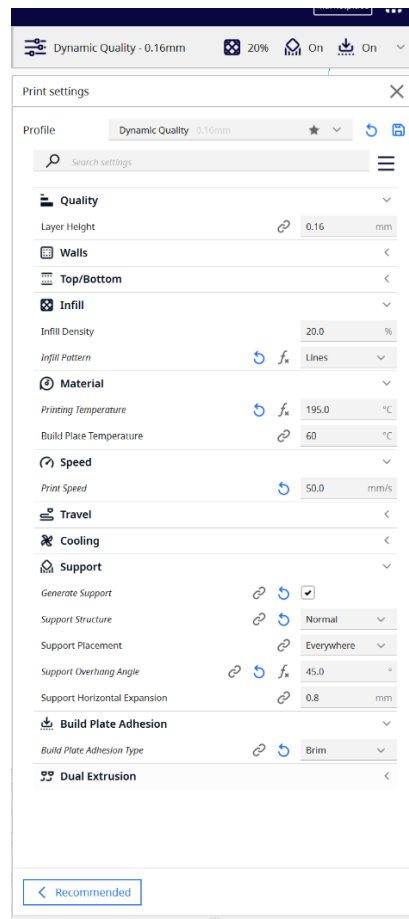 Dynamic Quality - 0.16mm 20% On On
Print settings
Profile Dynamic Quality - 0.16mm
Search settings
Quality
Layer Height 0.16 mm
Walls
Top/Bottom
Infill
Infill Density 20.0 %
Infill Pattern Lines
Material
Printing Temperature 195.0 °C
Build Plate Temperature 60 °C
Speed
Print Speed 50.0 mm/s
Travel
Cooling
Support
Generate Support
Support Structure Normal
Support Placement Everywhere
Support Overhang Angle 45.0 °
Support Horizontal Expansion 0.8 mm
Build Plate Adhesion
Build Plate Adhesion Type Brim
Dual Extrusion
Recommended